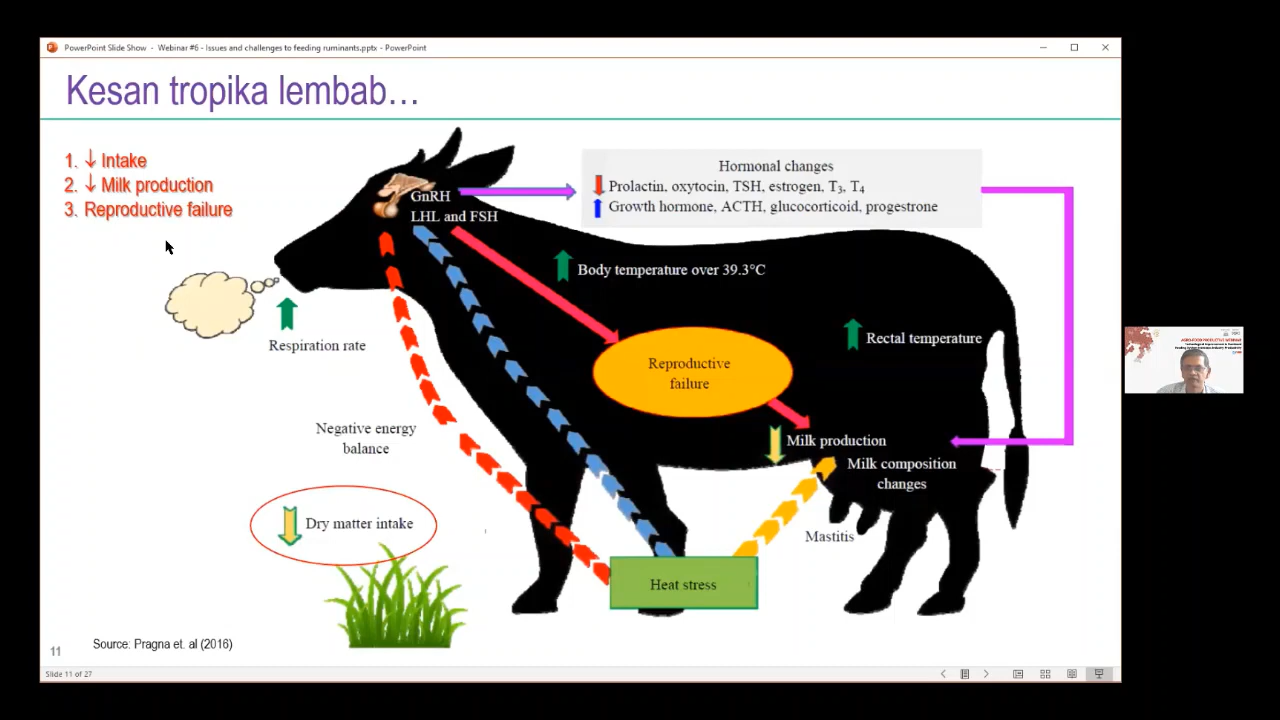 PowerPoint Slide Show - Webinar #6 - Issues and challenges to feeding ruminants.pptx - PowerPoint
Kesan tropika lembab…
1. ↓ Intake
2. ↓ Milk production
3. Reproductive failure
Hormonal changes
Prolactin, oxytocin, TSH, estrogen, T₃, T₄
Growth hormone, ACTH, glucocorticoid, progestrone
GnRH
LHL and FSH
Body temperature over 39.3°C
Respiration rate
Rectal temperature
Reproductive
failure
Negative energy
balance
Milk production
Milk composition
changes
Dry matter intake
Mastitis
Heat stress
Source: Pragna et. al (2016)
11
Slide 11 of 27